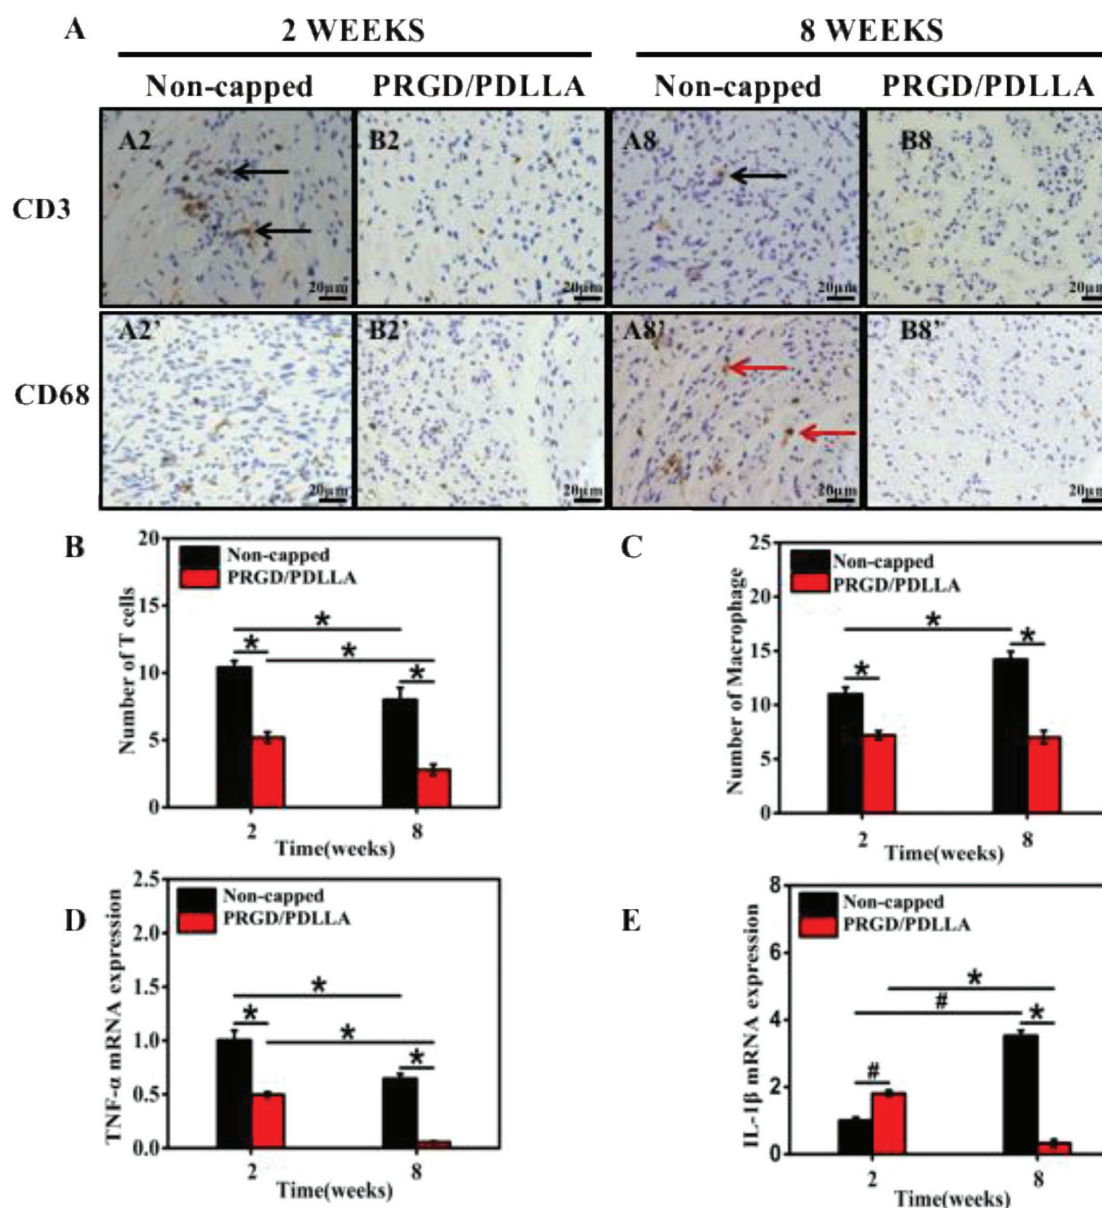 A
2 WEEKS
8 WEEKS
Non-capped
PRGD/PDLLA
Non-capped
PRGD/PDLLA
CD3
A2
20μm
B2
20μm
A8
20μm
B8
20μm
CD68
A2’
20μm
B2’
20μm
A8’
20μm
B8’
20μm
B
Number of T cells
20
15
10
5
0
Non-capped
PRGD/PDLLA
*
*
*
*
2
8
Time(weeks)
C
Number of Macrophage
25
20
15
10
5
0
Non-capped
PRGD/PDLLA
*
*
*
2
8
Time(weeks)
D
TNF-α mRNA expression
2.5
2.0
1.5
1.0
0.5
0.0
Non-capped
PRGD/PDLLA
*
*
*
*
2
8
Time(weeks)
E
IL-1β mRNA expression
8
6
4
2
0
Non-capped
PRGD/PDLLA
*
#
*
#
2
8
Time(weeks)